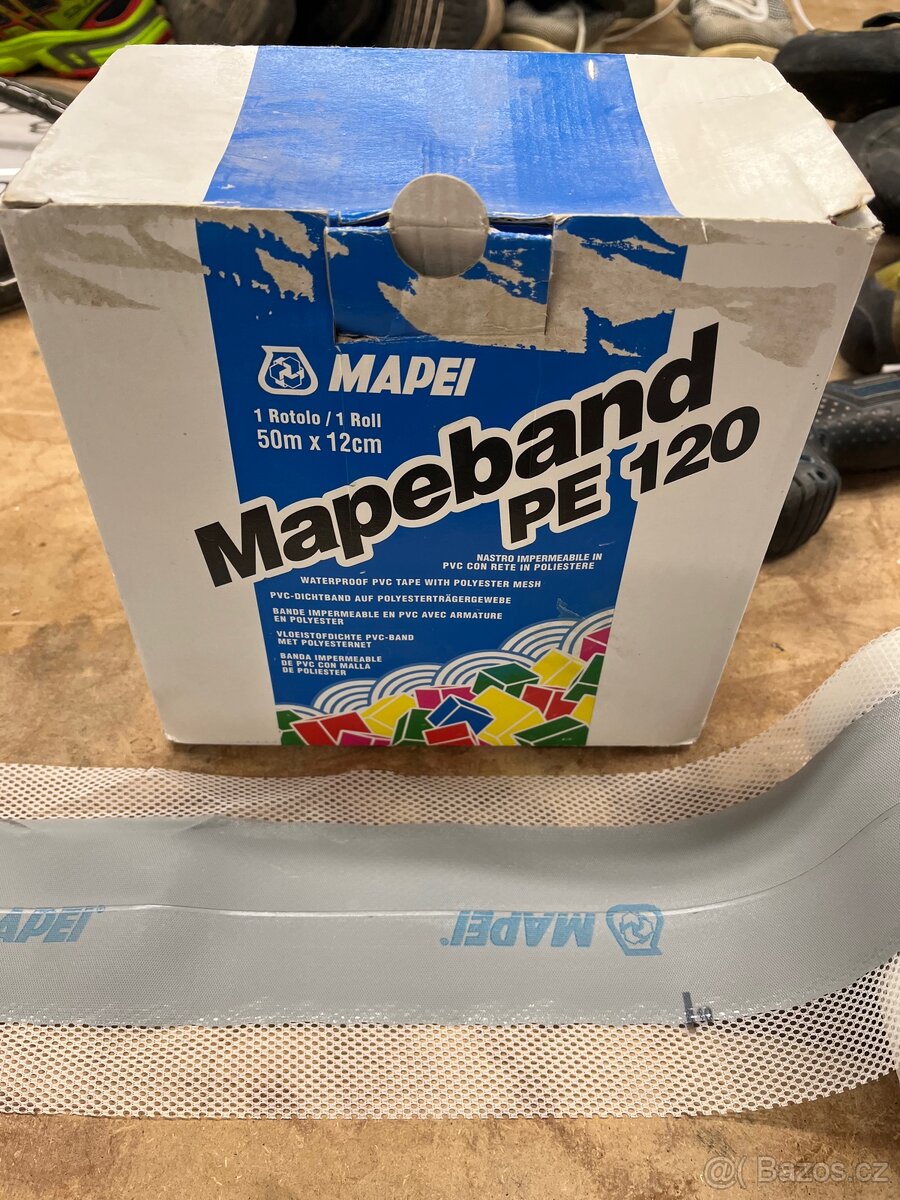 MAPEI
1 Rotolo / 1 Roll
50m x 12cm
Mapeband
PE 120
NASTRO IMPERMEABILE IN
PVC CON RETE IN POLIESTERE
WATERPROOF PVC TAPE WITH POLYESTER MESH
PVC-DICHTBAND AUF POLYESTERTRÄGERGEWEBE
BANDE IMPERMEABLE EN PVC AVEC ARMATURE
EN POLYESTER
VLOEISTOFDICHTE PVC-BAND
MET POLYESTERNET
BANDA IMPERMEABLE
DE PVC CON MALLA
DE POLIESTER
MAPEI®
MAPEI®
@( Bazos.cz